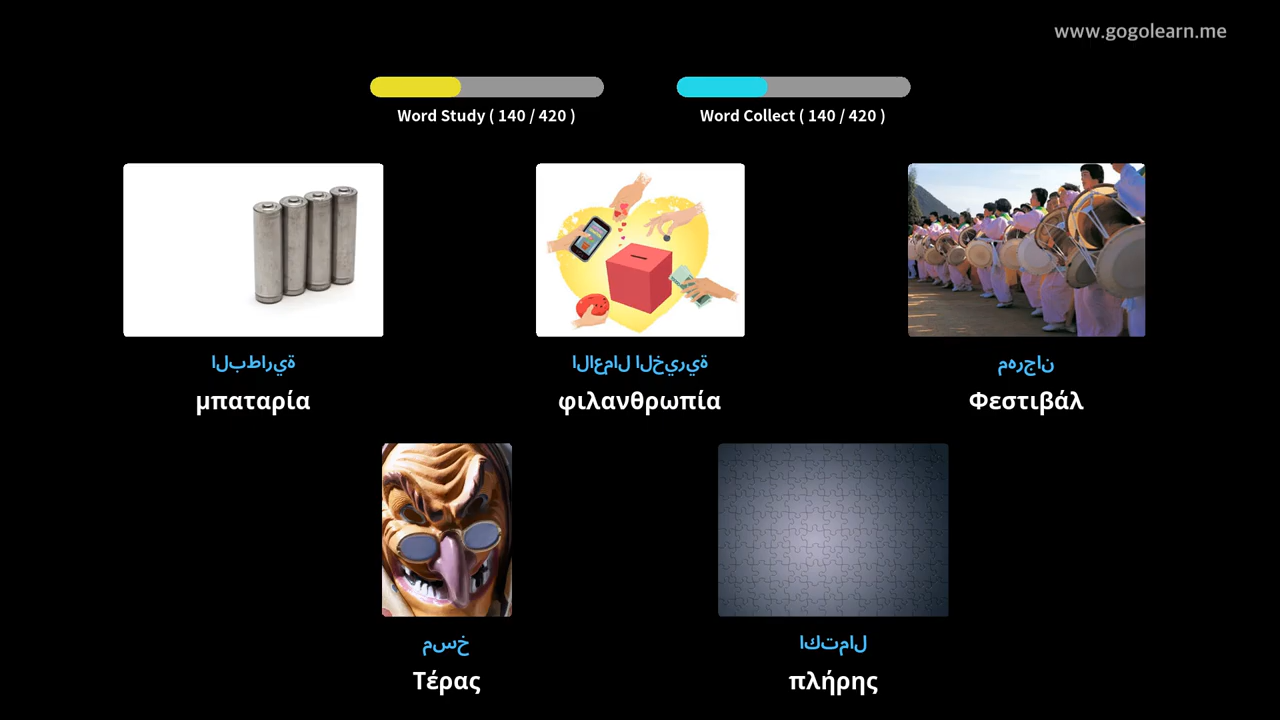 www.gogolearn.me
Word Study ( 140 / 420 )
Word Collect ( 140 / 420 )
البطارية
μπαταρία
الاعمال الخيرية
φιλανθρωπία
مهرجان
Φεστιβάλ
مسخ
Τέρας
اكتمال
πλήρης